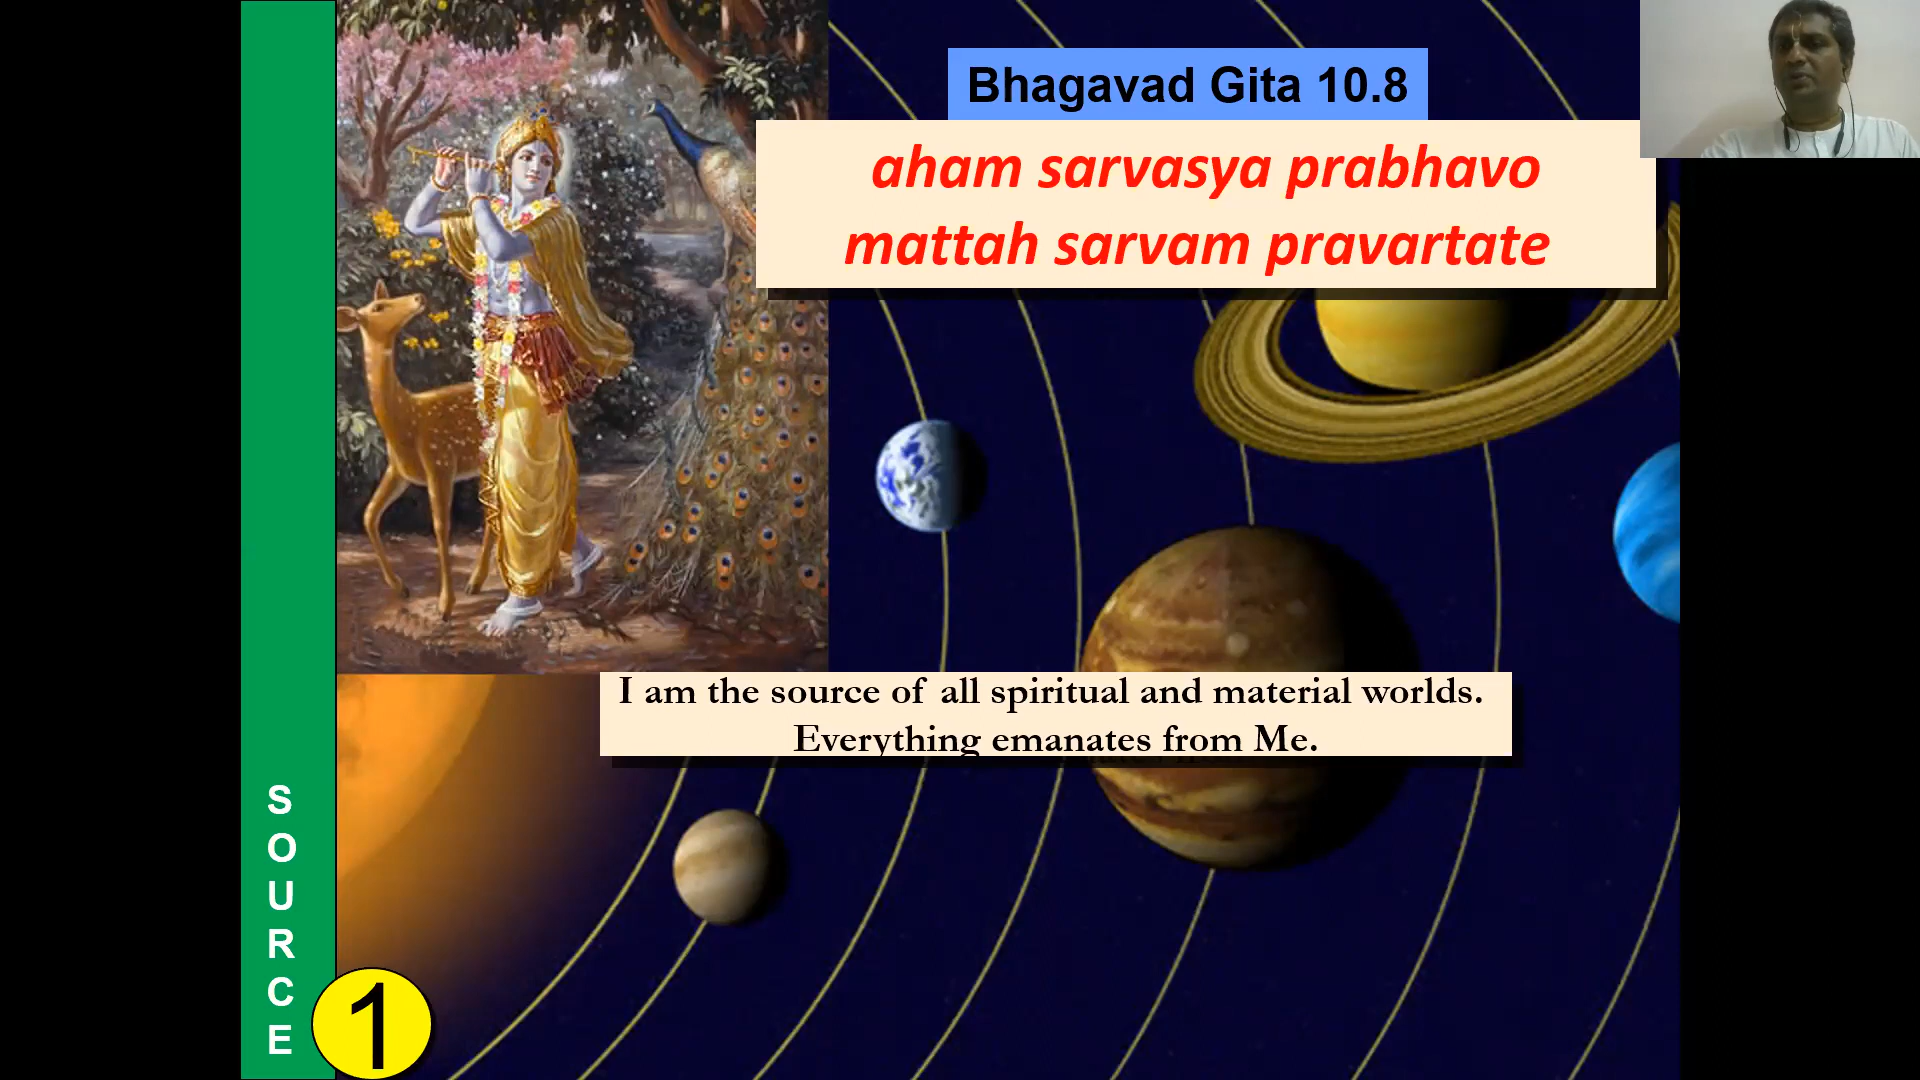 Bhagavad Gita 10.8
aham sarvasya prabhavo
mattah sarvam pravartate
I am the source of all spiritual and material worlds.
Everything emanates from Me.
S
O
U
R
C
E
1